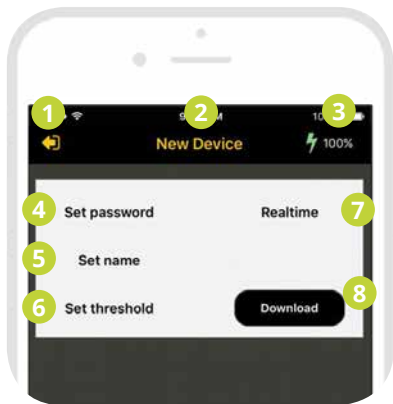 1 2 3
New Device 100%
4 Set password Realtime 7
5 Set name
6 Set threshold Download 8